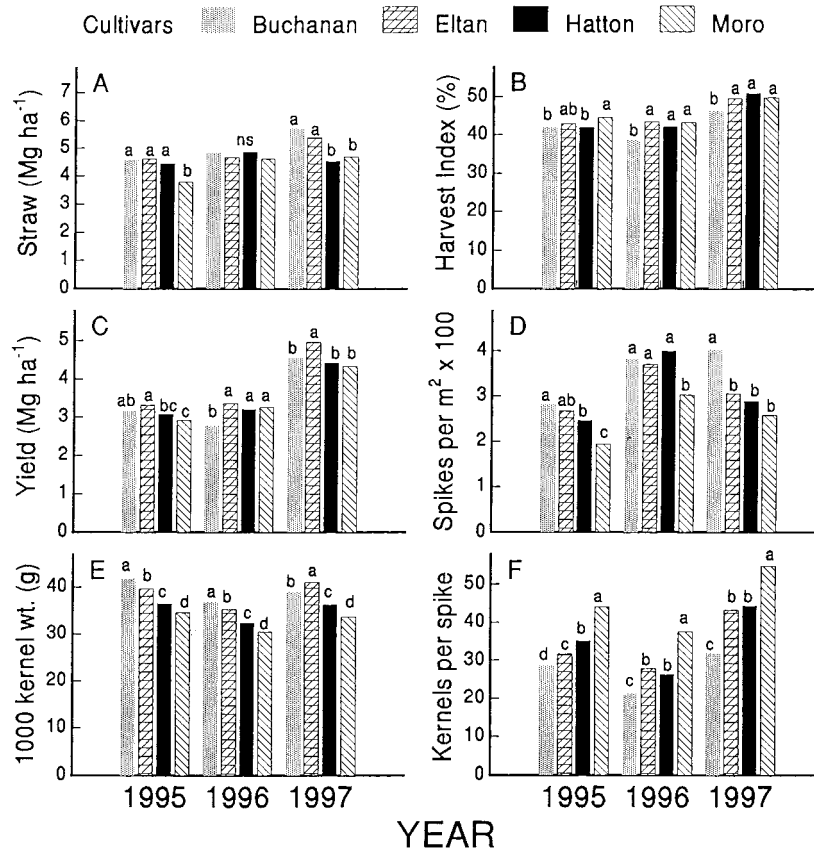 Cultivars Buchanan Eltan Hatton Moro
A
Straw (Mg ha-1)
7
6
5
4
3
2
1
0
a a a b
ns
a a b b
B
Harvest Index (%)
50
40
30
20
10
0
b ab b a
b a a a
b a a a
C
Yield (Mg ha-1)
5
4
3
2
1
0
ab a bc c
b a a a
b a b b
D
Spikes per m2 x 100
4
3
2
1
0
a ab b c
a a a b
a b b b
E
1000 kernel wt. (g)
40
30
20
10
0
a b c d
a b c d
b a c d
1995 1996 1997
F
Kernels per spike
50
40
30
20
10
0
d c b a
c b b a
c b b a
1995 1996 1997
YEAR